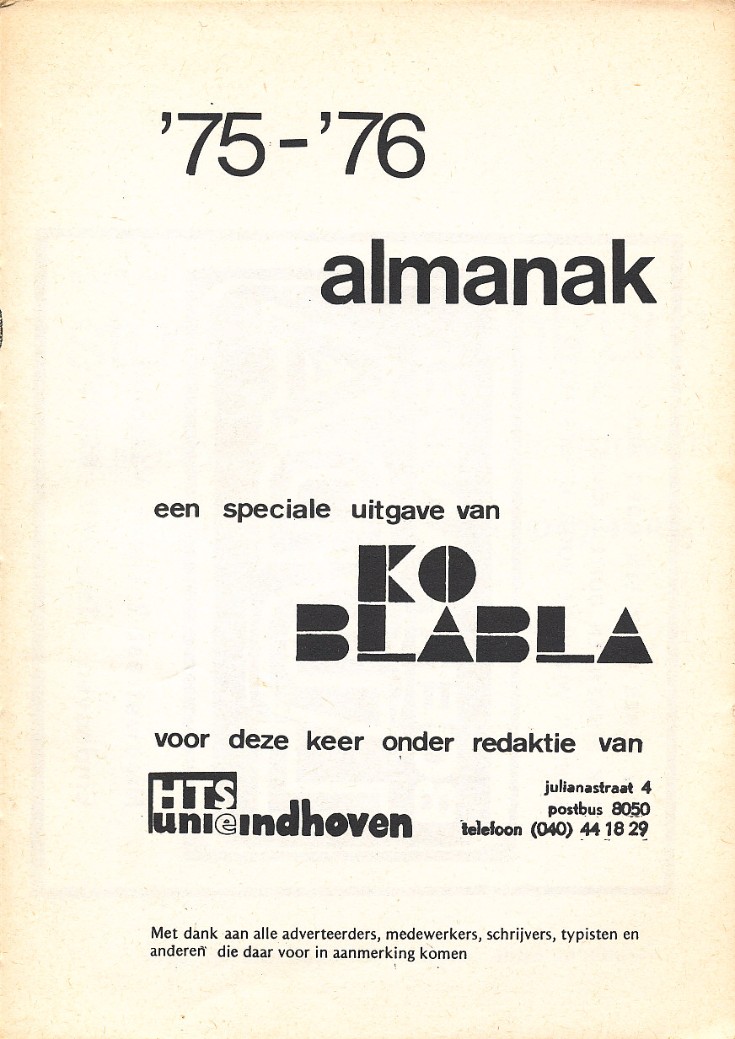 '75-'76
almanak
een speciale uitgave van
KO
BLABLA
voor deze keer onder redaktie van
HTS
unieindhoven
julianastraat 4
postbus 8050
telefoon (040) 44 18 29
Met dank aan alle adverteerders, medewerkers, schrijvers, typisten en
anderen die daar voor in aanmerking komen